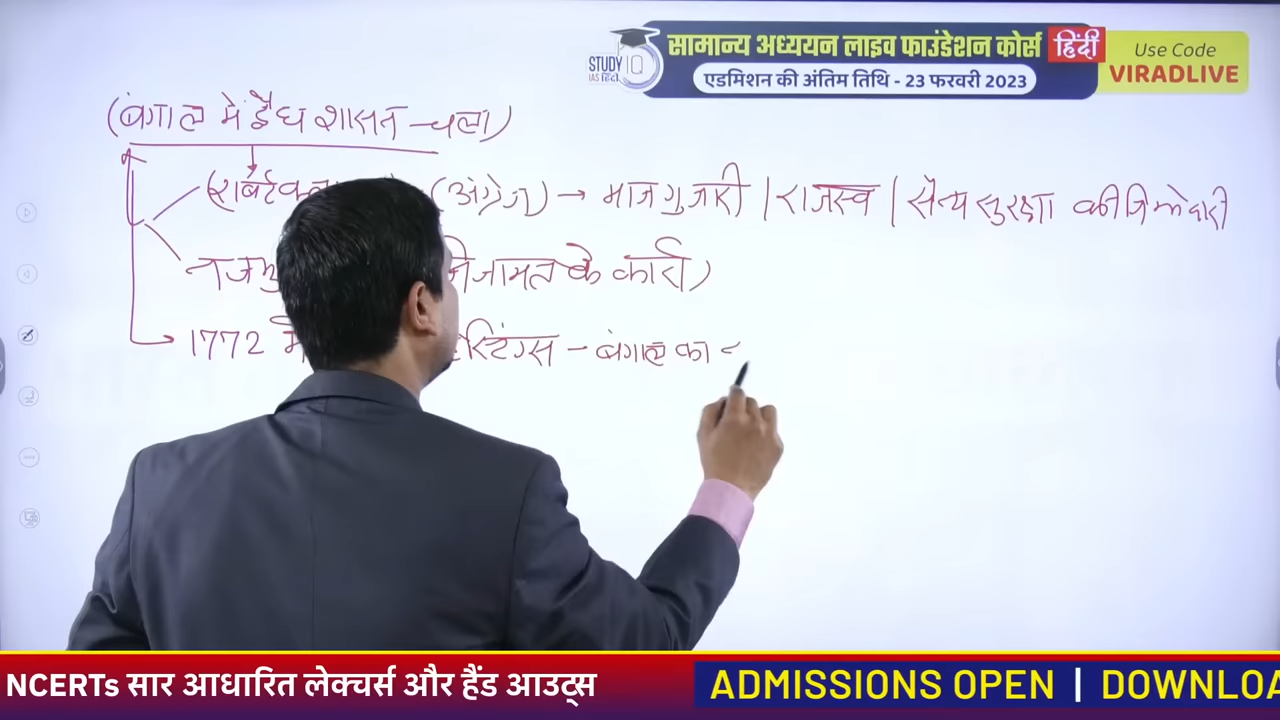 STUDY IQ
IAS हिंदी
सामान्य अध्ययन लाइव फाउंडेशन कोर्स हिंदी
एडमिशन की अंतिम तिथि - 23 फरवरी 2023
Use Code
VIRADLIVE
(बंगाल में द्वैध शासन - चला)
(अंग्रेज) → मालगुजारी | राजस्व | सैन्य सुरक्षा की जिम्मेदारी
निजामत के कार्य)
1772 हेस्टिंग्स - बंगाल का
NCERTs सार आधारित लेक्चर्स और हैंड आउट्स
ADMISSIONS OPEN | DOWNLOA